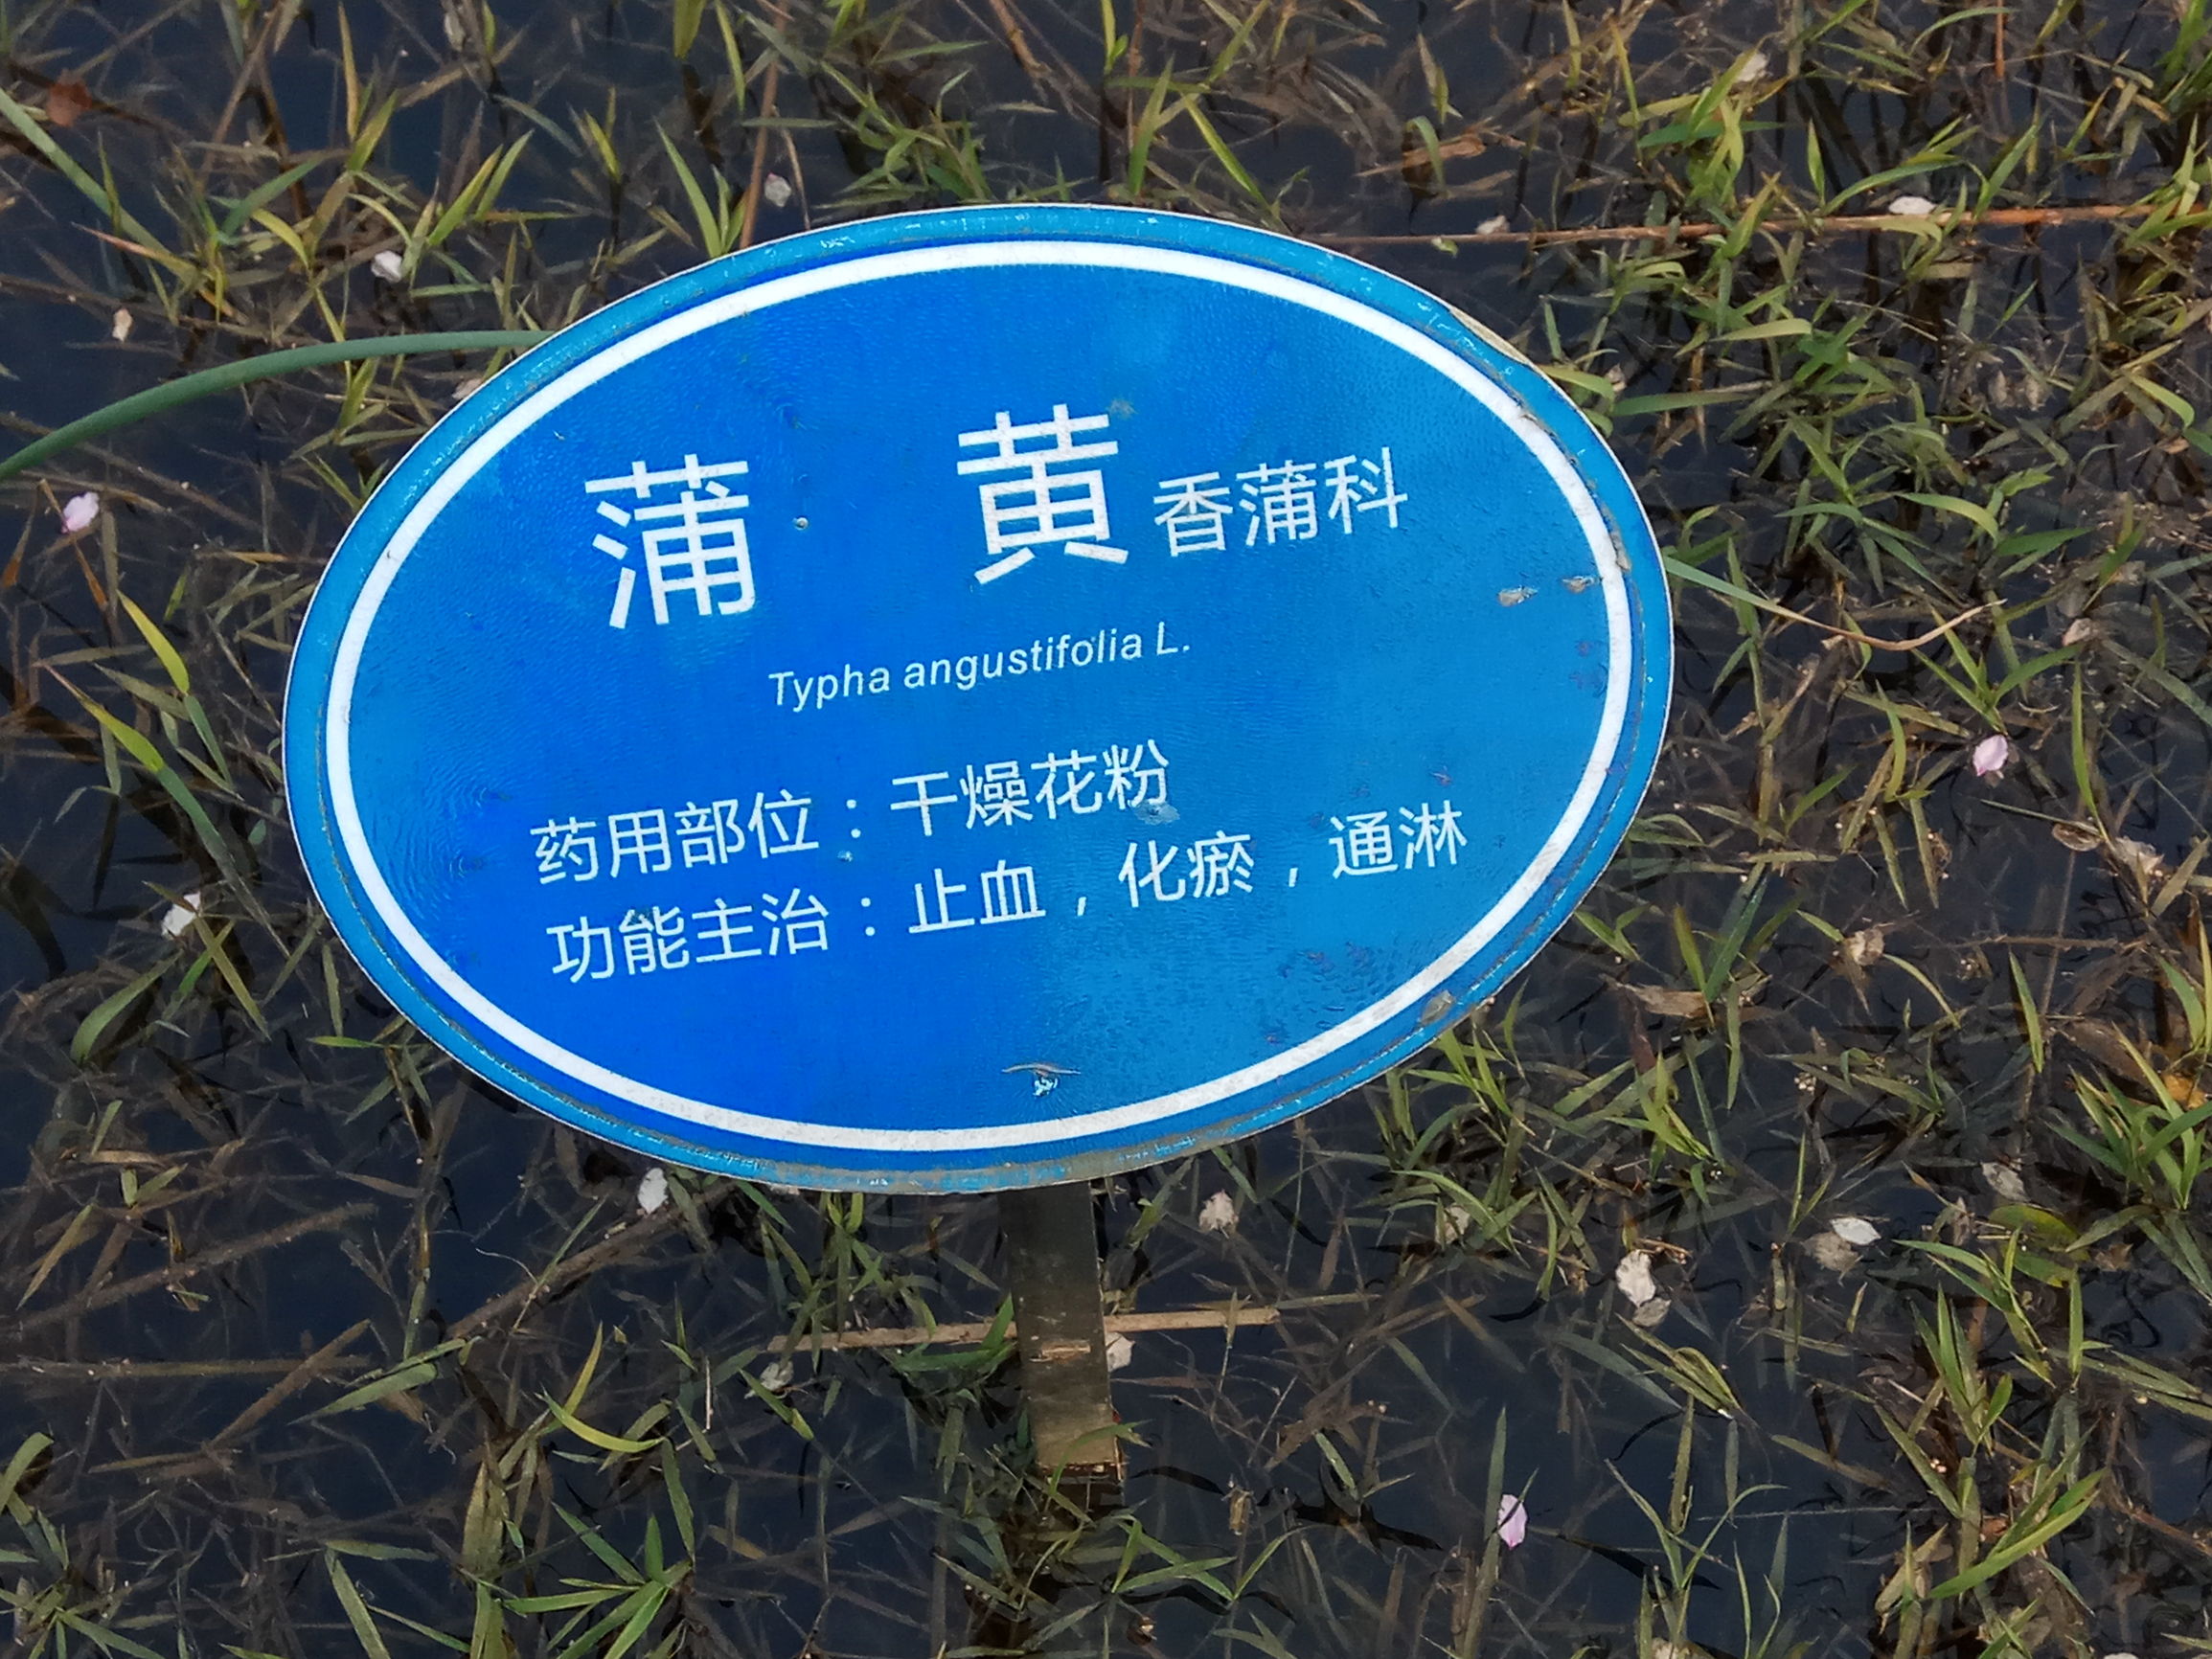 蒲 黄 香蒲科
Typha angustifolia L.
药用部位：干燥花粉
功能主治：止血，化瘀，通淋